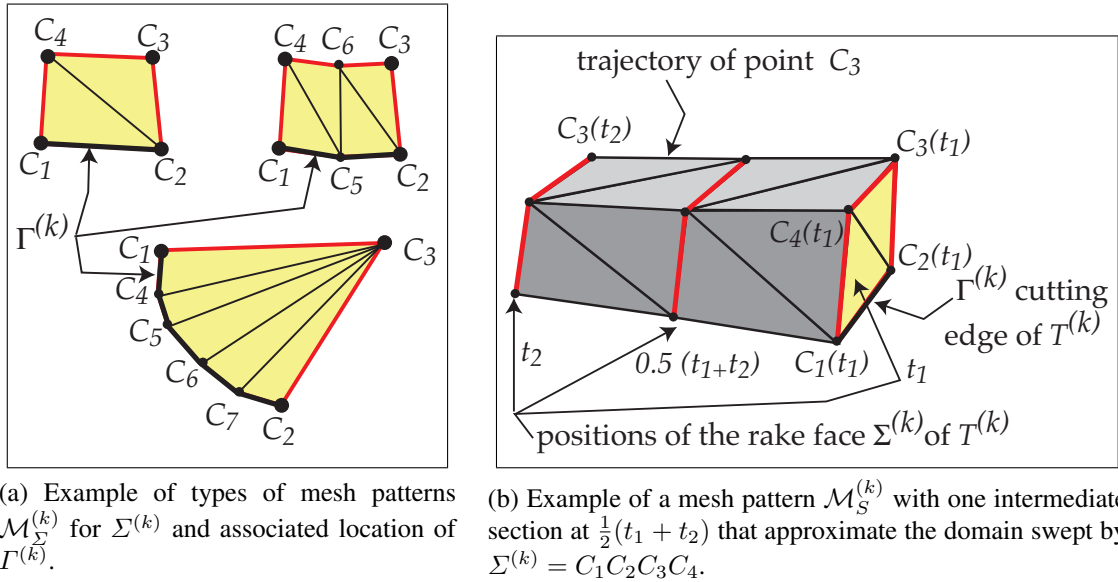 C4 C3 C4 C6 C3
C1 C2 C1 C5 C2
Γ^(k)
C1 C3
C4
C5
C6
C7 C2
trajectory of point C3
C3(t2) C3(t1)
C4(t1)
C2(t1)
Γ^(k) cutting
edge of T^(k)
t2 0.5 (t1+t2) C1(t1) t1
positions of the rake face Σ^(k) of T^(k)
(a) Example of types of mesh patterns
M_Σ^(k) for Σ^(k) and associated location of
Γ^(k).
(b) Example of a mesh pattern M_S^(k) with one intermediate
section at 1/2(t1 + t2) that approximate the domain swept by
Σ^(k) = C1C2C3C4.